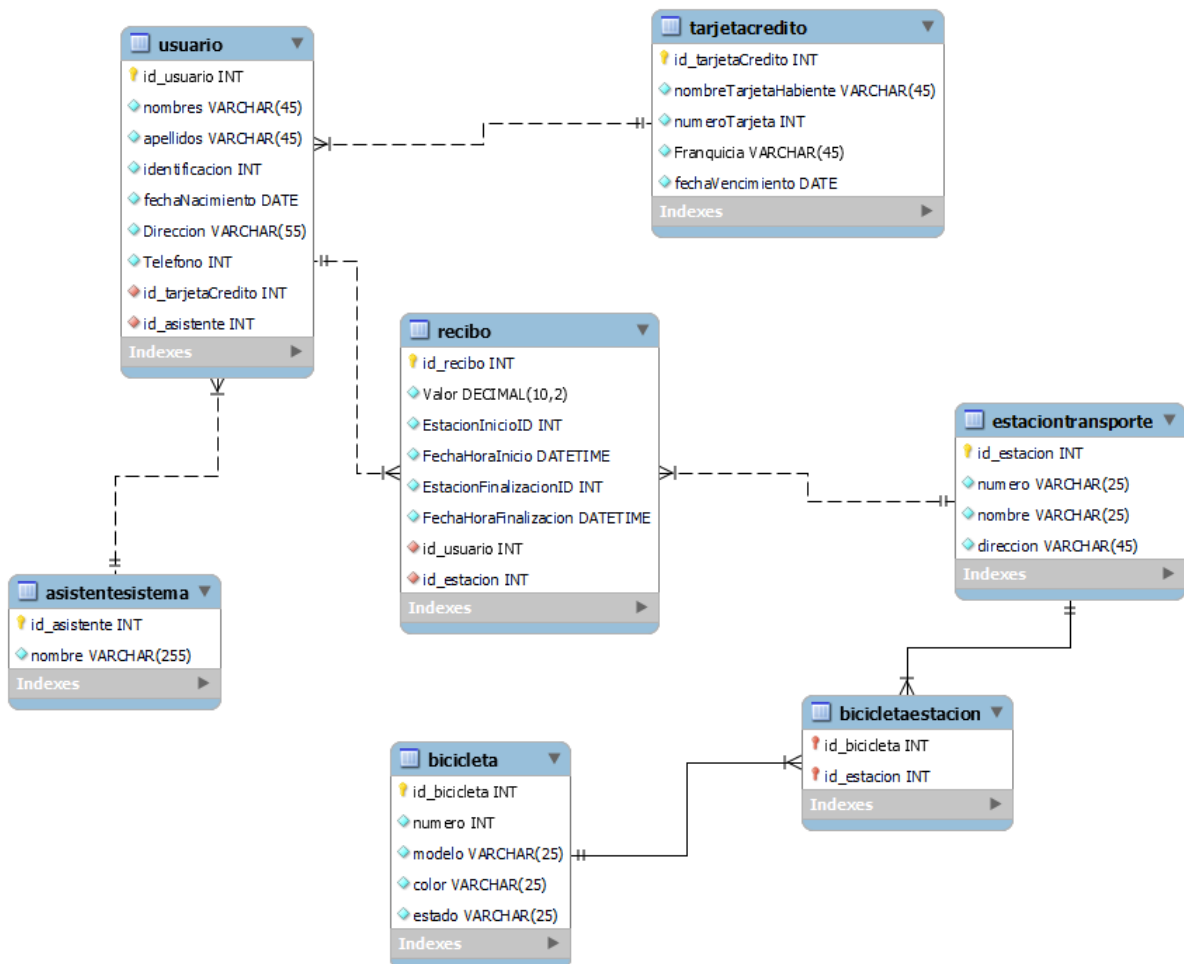 usuario
id_usuario INT
nombres VARCHAR(45)
apellidos VARCHAR(45)
identificacion INT
fechaNacimiento DATE
Direccion VARCHAR(55)
Telefono INT
id_tarjetaCredito INT
id_asistente INT
Indexes
tarjetacredito
id_tarjetaCredito INT
nombreTarjetaHabiente VARCHAR(45)
numeroTarjeta INT
Franquicia VARCHAR(45)
fechaVencimiento DATE
Indexes
recibo
id_recibo INT
Valor DECIMAL(10,2)
EstacionInicioID INT
FechaHoraInicio DATETIME
EstacionFinalizacionID INT
FechaHoraFinalizacion DATETIME
id_usuario INT
id_estacion INT
Indexes
estaciontransporte
id_estacion INT
numero VARCHAR(25)
nombre VARCHAR(25)
direccion VARCHAR(45)
Indexes
asistentesistema
id_asistente INT
nombre VARCHAR(255)
Indexes
bicicletaestacion
id_bicicleta INT
id_estacion INT
Indexes
bicicleta
id_bicicleta INT
numero INT
modelo VARCHAR(25)
color VARCHAR(25)
estado VARCHAR(25)
Indexes